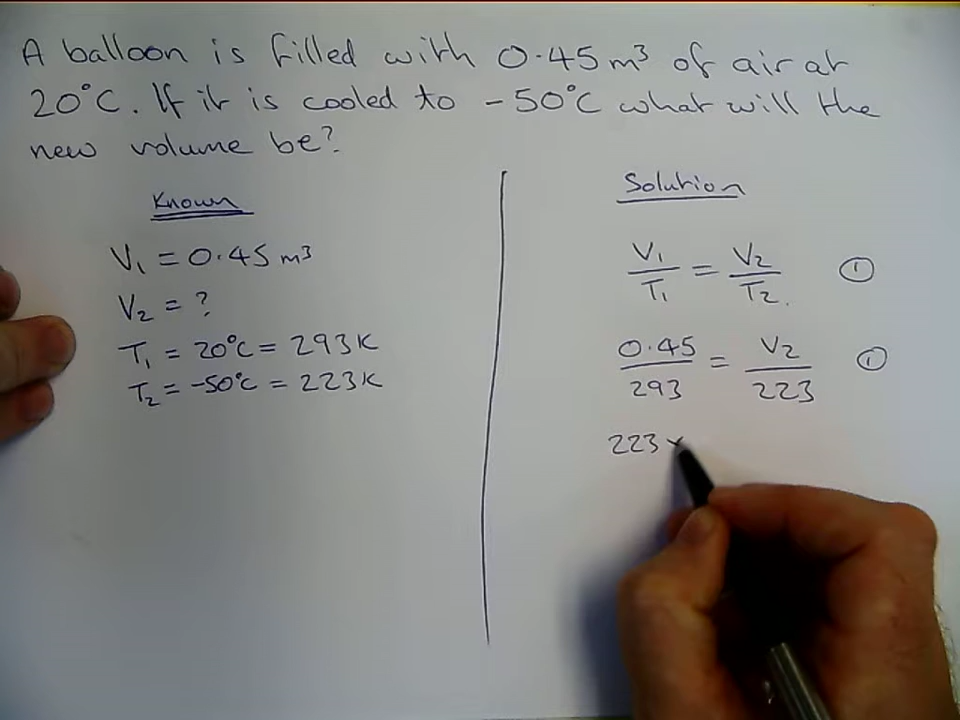 A balloon is filled with 0.45m³ of air at
20°C. If it is cooled to -50°C what will the
new volume be?
Known
V₁ = 0.45 m³
V₂ = ?
T₁ = 20°C = 293K
T₂ = -50°C = 223K
Solution
V₁/T₁ = V₂/T₂. ①
0.45/293 = V₂/223 ①
223 ×